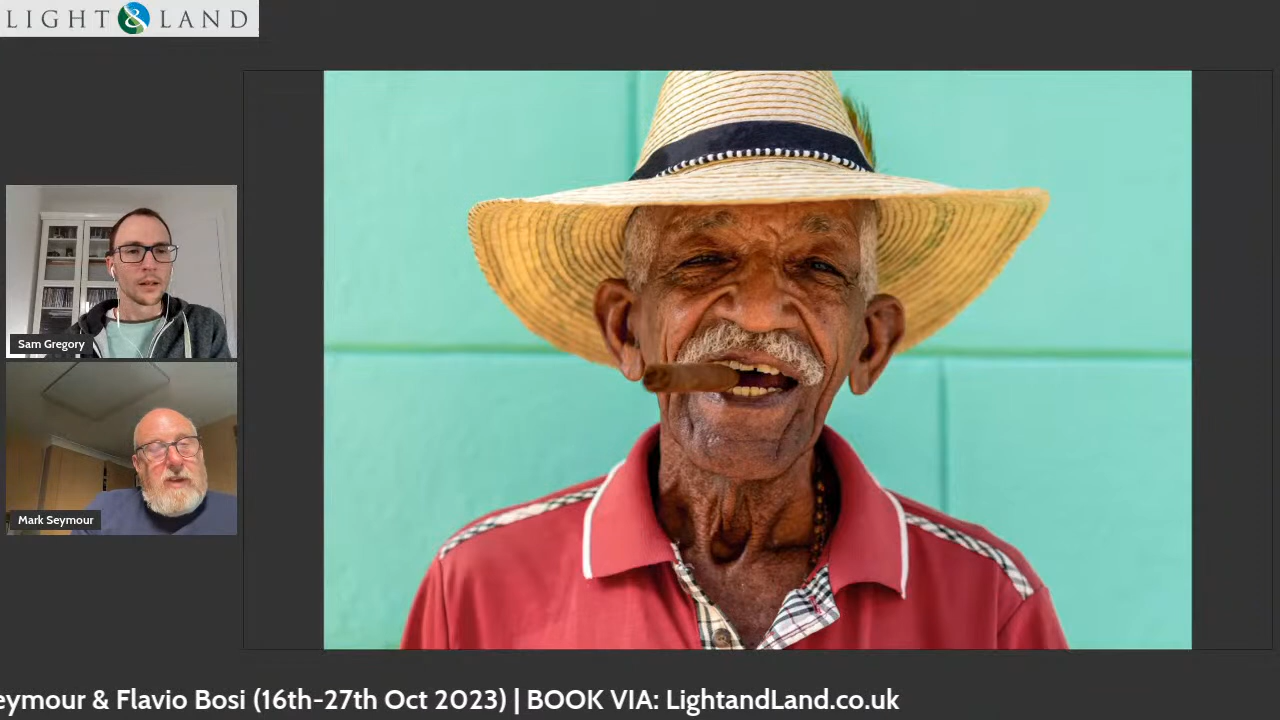 LIGHT & LAND
Sam Gregory
Mark Seymour
eymour & Flavio Bosi (16th-27th Oct 2023) | BOOK VIA: LightandLand.co.uk